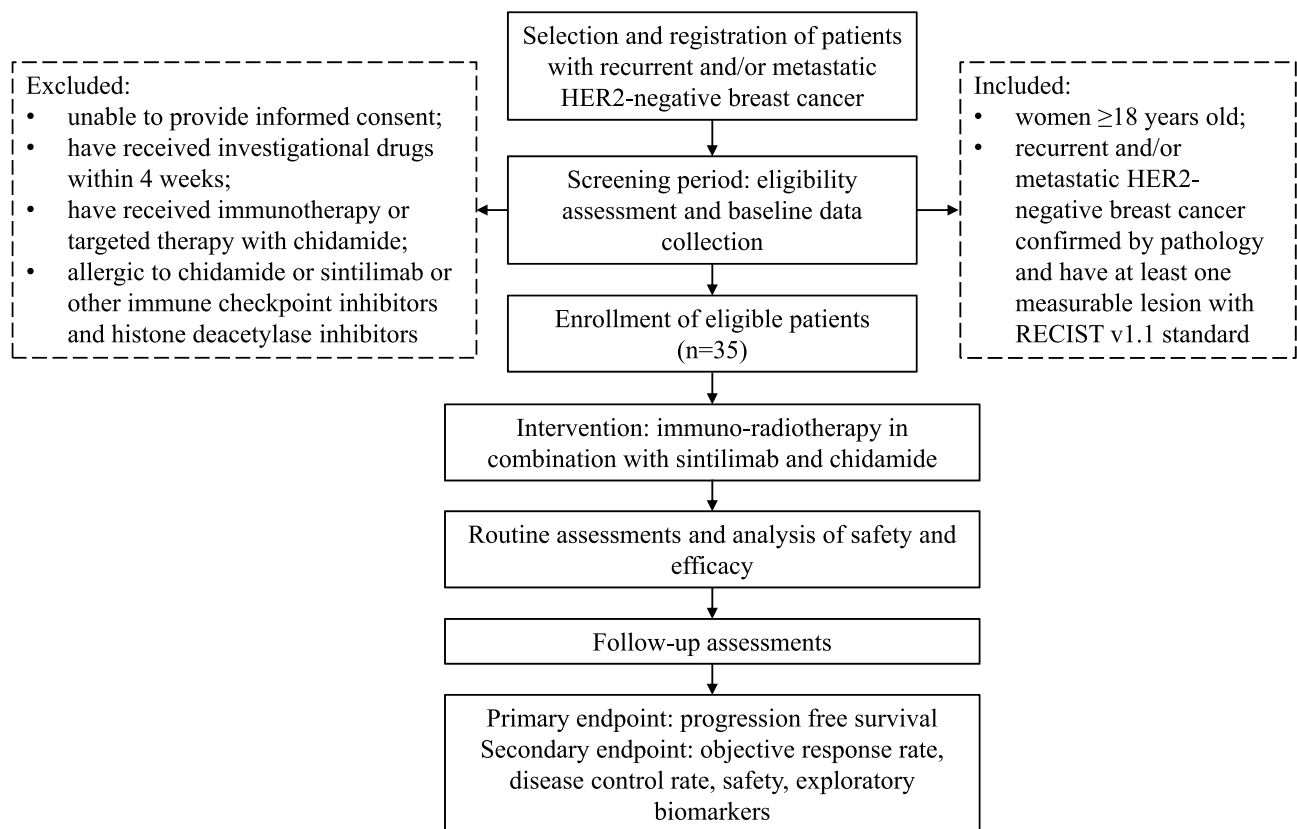 Selection and registration of patients
with recurrent and/or metastatic
HER2-negative breast cancer
Excluded:
• unable to provide informed consent;
• have received investigational drugs
within 4 weeks;
• have received immunotherapy or
targeted therapy with chidamide;
• allergic to chidamide or sintilimab or
other immune checkpoint inhibitors
and histone deacetylase inhibitors
Screening period: eligibility
assessment and baseline data
collection
Included:
• women ≥18 years old;
• recurrent and/or
metastatic HER2-
negative breast cancer
confirmed by pathology
and have at least one
measurable lesion with
RECIST v1.1 standard
Enrollment of eligible patients
(n=35)
Intervention: immuno-radiotherapy in
combination with sintilimab and chidamide
Routine assessments and analysis of safety and
efficacy
Follow-up assessments
Primary endpoint: progression free survival
Secondary endpoint: objective response rate,
disease control rate, safety, exploratory
biomarkers